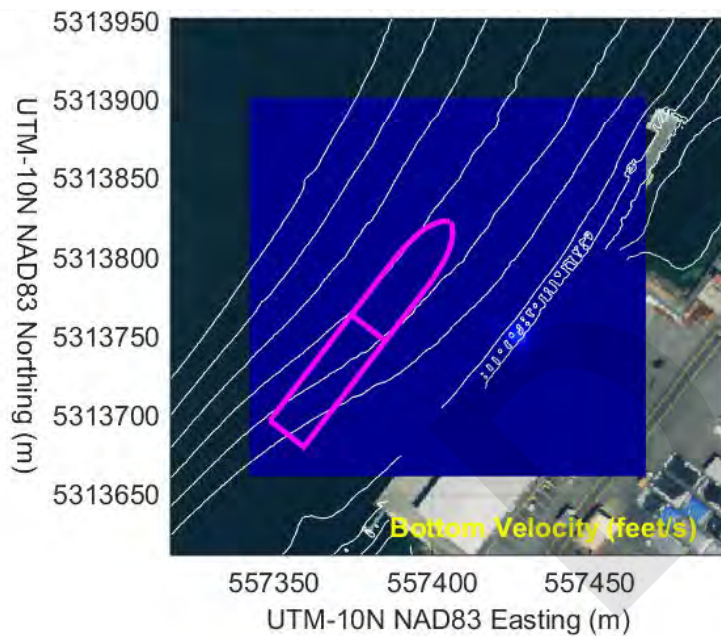 5313950
5313900
5313850
5313800
5313750
5313700
5313650
UTM-10N NAD83 Northing (m)
Bottom Velocity (feet/s)
557350 557400 557450
UTM-10N NAD83 Easting (m)